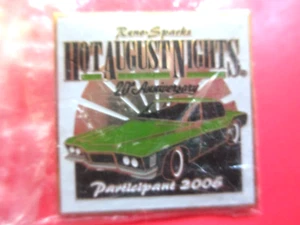 Reno-Sparks
HOT AUGUST NIGHTS®
20th Anniversary
Participant 2006